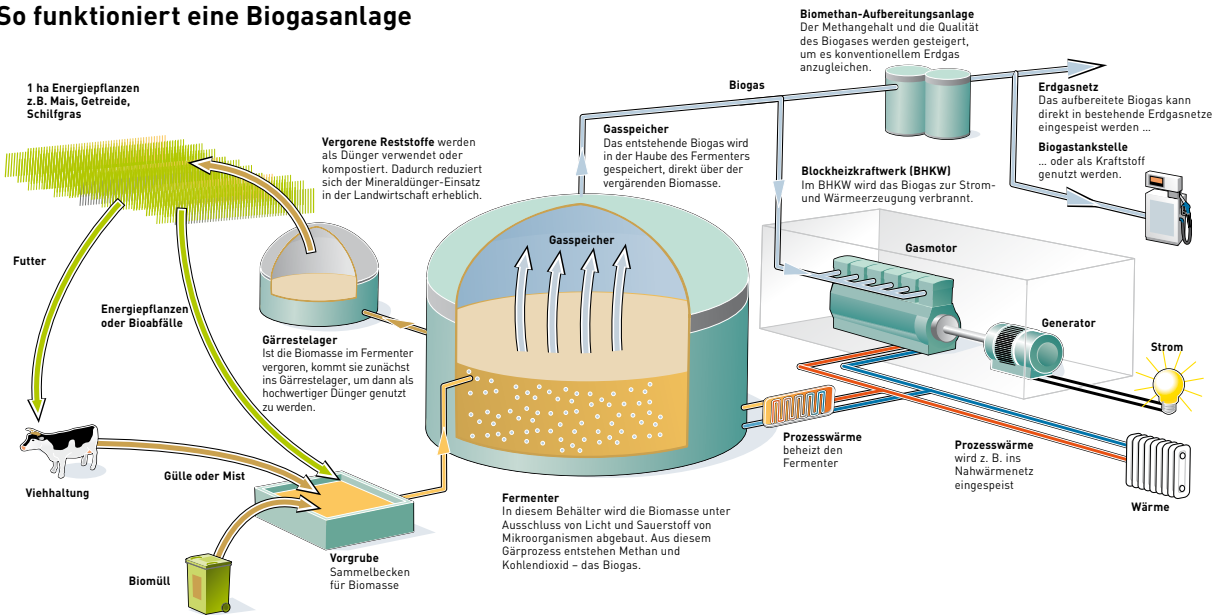 So funktioniert eine Biogasanlage
1 ha Energiepflanzen
z.B. Mais, Getreide,
Schilfgras
Vergorene Reststoffe werden
als Dünger verwendet oder
kompostiert. Dadurch reduziert
sich der Mineraldünger-Einsatz
in der Landwirtschaft erheblich.
Gasspeicher
Das entstehende Biogas wird
in der Haube des Fermenters
gespeichert, direkt über der
vergärenden Biomasse.
Biogas
Biomethan-Aufbereitungsanlage
Der Methangehalt und die Qualität
des Biogases werden gesteigert,
um es konventionellem Erdgas
anzugleichen.
Erdgasnetz
Das aufbereitete Biogas kann
direkt in bestehende Erdgasnetze
eingespeist werden ...
Biogastankstelle
... oder als Kraftstoff
genutzt werden.
Blockheizkraftwerk (BHKW)
Im BHKW wird das Biogas zur Strom-
und Wärmeerzeugung verbrannt.
Gasspeicher
Gasmotor
Generator
Strom
Futter
Energiepflanzen
oder Bioabfälle
Gärrestelager
Ist die Biomasse im Fermenter
vergoren, kommt sie zunächst
ins Gärrestelager, um dann als
hochwertiger Dünger genutzt
zu werden.
Prozesswärme
beheizt den
Fermenter
Prozesswärme
wird z. B. ins
Nahwärmenetz
eingespeist
Wärme
Viehhaltung
Gülle oder Mist
Fermenter
In diesem Behälter wird die Biomasse unter
Ausschluss von Licht und Sauerstoff von
Mikroorganismen abgebaut. Aus diesem
Gärprozess entstehen Methan und
Kohlendioxid – das Biogas.
Vorgrube
Sammelbecken
für Biomasse
Biomüll